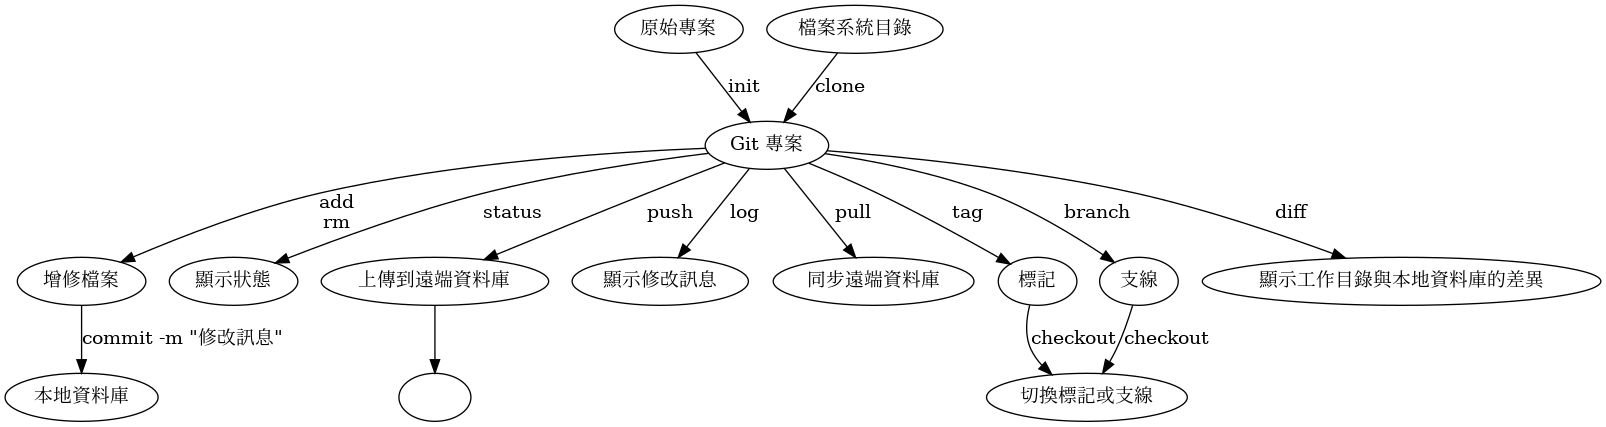 原始專案
檔案系統目錄
init
clone
Git 專案
add
rm
status
push
log
pull
tag
branch
diff
增修檔案
顯示狀態
上傳到遠端資料庫
顯示修改訊息
同步遠端資料庫
標記
支線
顯示工作目錄與本地資料庫的差異
commit -m "修改訊息"
checkout
checkout
本地資料庫
切換標記或支線